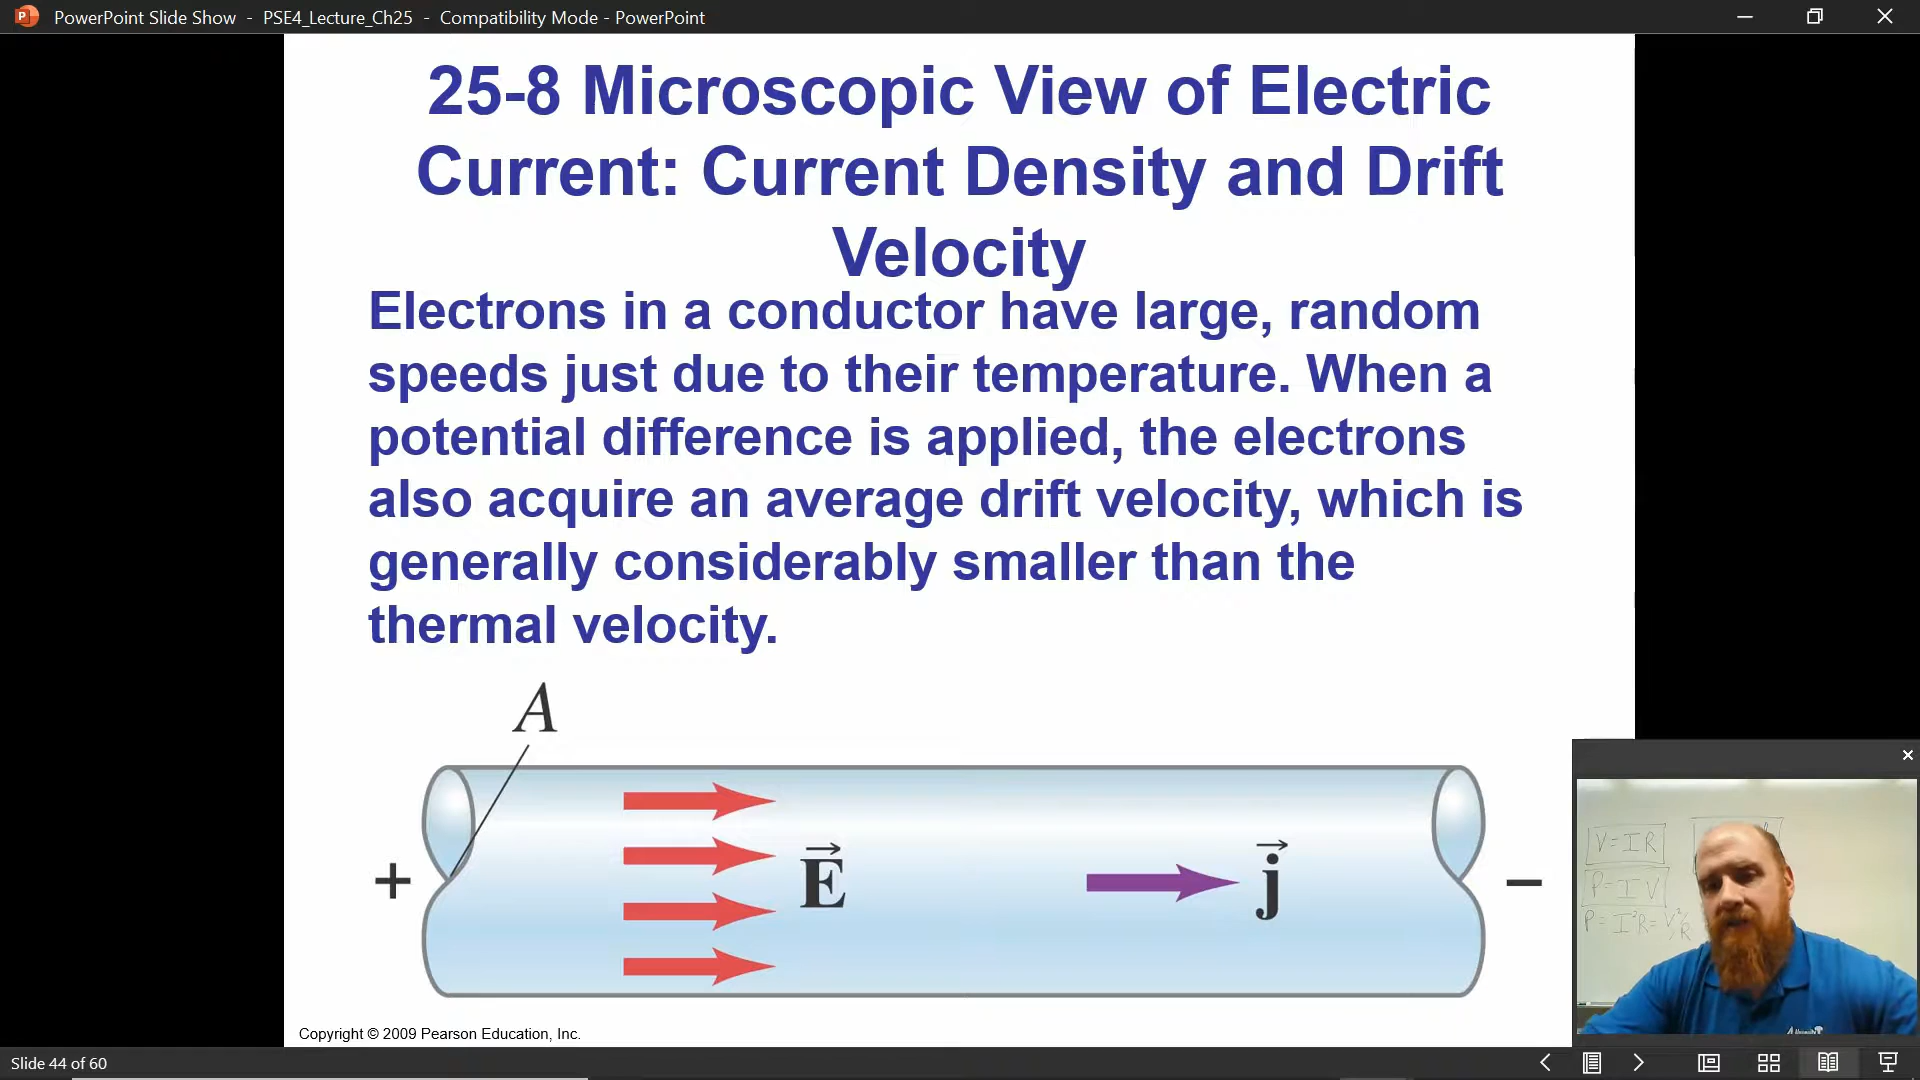 PowerPoint Slide Show - PSE4_Lecture_Ch25 - Compatibility Mode - PowerPoint
25-8 Microscopic View of Electric
Current: Current Density and Drift
Velocity
Electrons in a conductor have large, random
speeds just due to their temperature. When a
potential difference is applied, the electrons
also acquire an average drift velocity, which is
generally considerably smaller than the
thermal velocity.
A
+
E⃗
j⃗
−
V = IR
P = IV
P = I²R = V²/R
Copyright © 2009 Pearson Education, Inc.
Slide 44 of 60